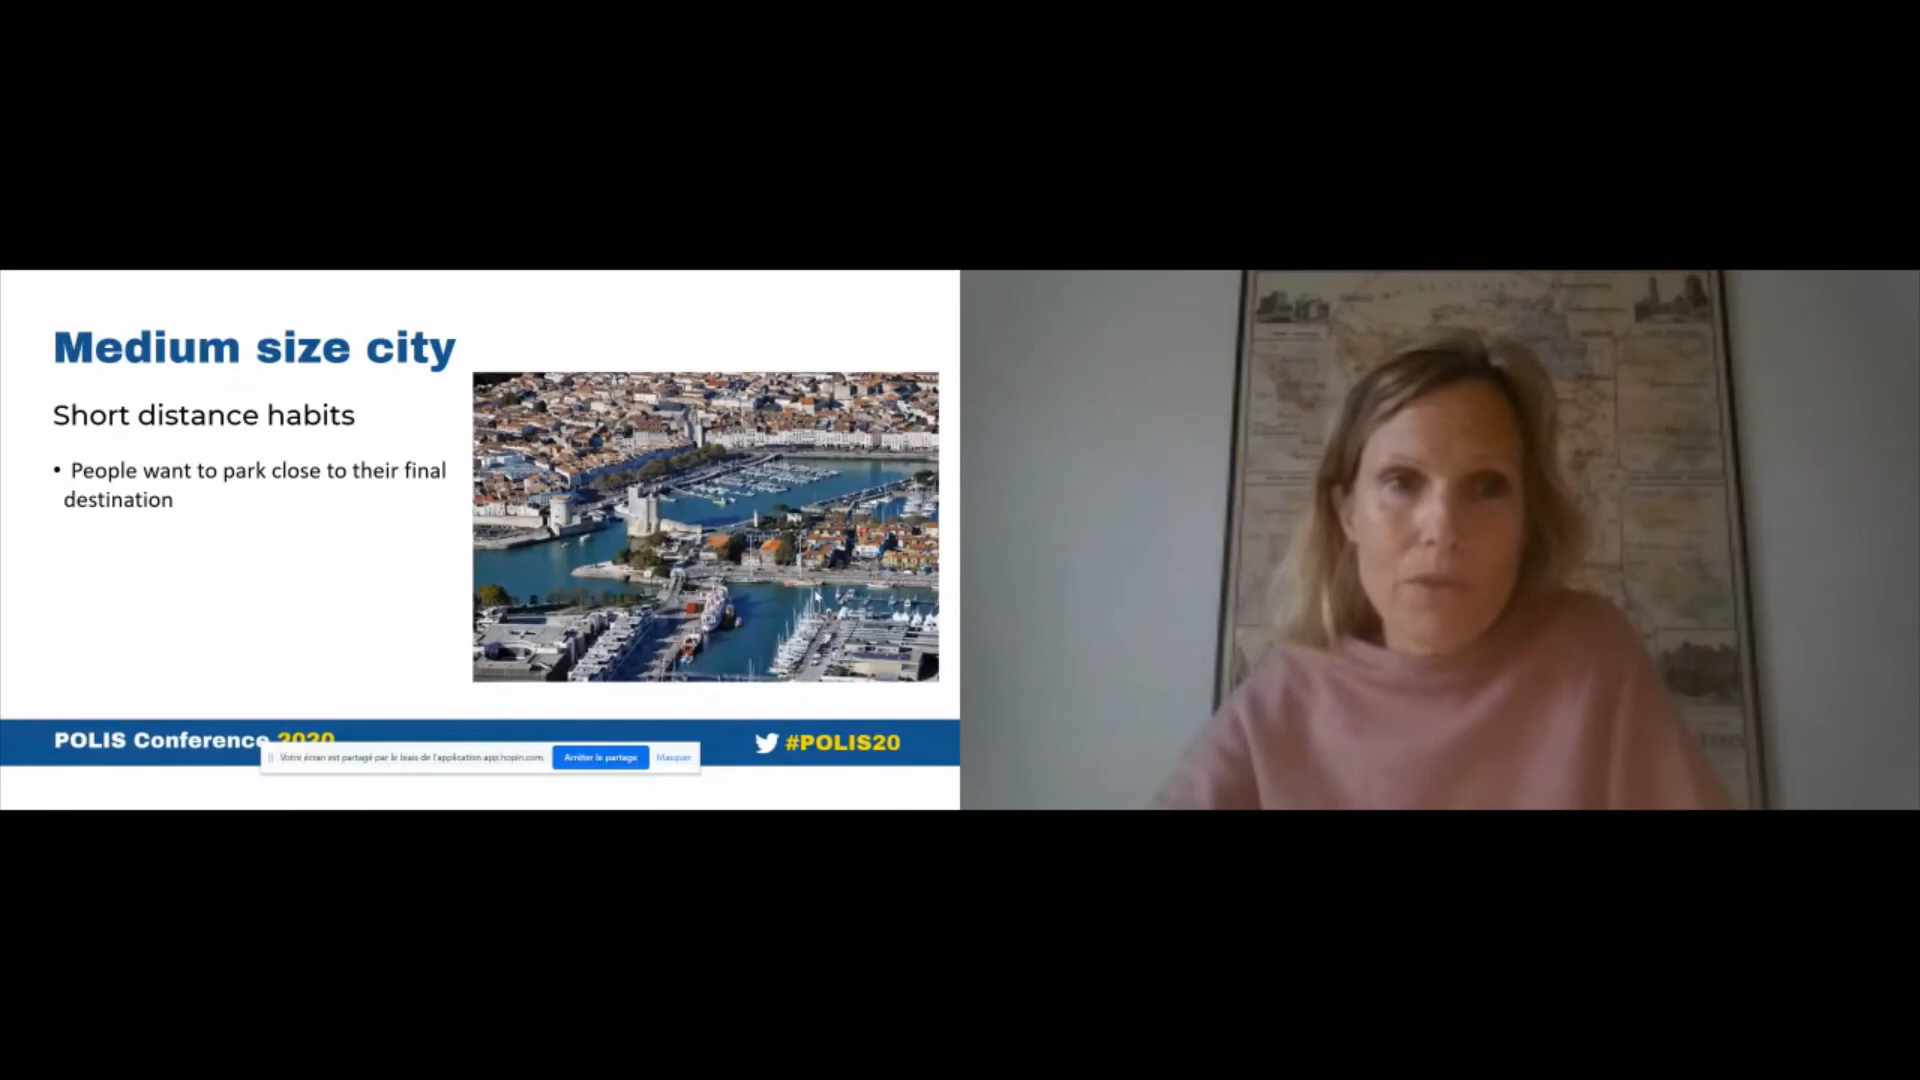 Medium size city
Short distance habits
• People want to park close to their final
destination
POLIS Conference 2020
#POLIS20
Votre écran est partagé par le biais de l'application app.hopin.com.
Arrêter le partage
Masquer